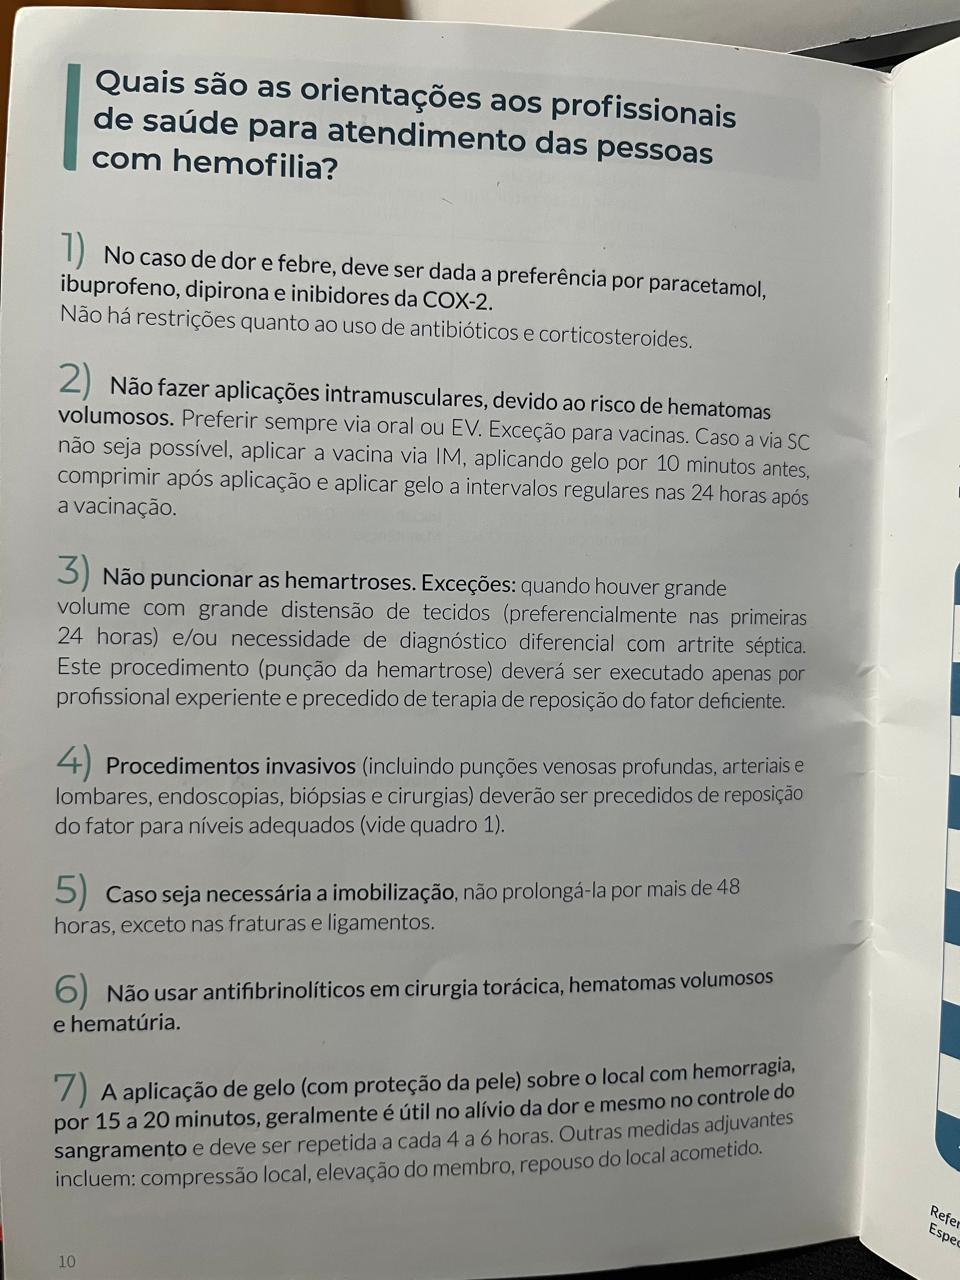 Quais são as orientações aos profissionais
de saúde para atendimento das pessoas
com hemofilia?
1) No caso de dor e febre, deve ser dada a preferência por paracetamol,
ibuprofeno, dipirona e inibidores da COX-2.
Não há restrições quanto ao uso de antibióticos e corticosteroides.
2) Não fazer aplicações intramusculares, devido ao risco de hematomas
volumosos. Preferir sempre via oral ou EV. Exceção para vacinas. Caso a via SC
não seja possível, aplicar a vacina via IM, aplicando gelo por 10 minutos antes,
comprimir após aplicação e aplicar gelo a intervalos regulares nas 24 horas após
a vacinação.
3) Não puncionar as hemartroses. Exceções: quando houver grande
volume com grande distensão de tecidos (preferencialmente nas primeiras
24 horas) e/ou necessidade de diagnóstico diferencial com artrite séptica.
Este procedimento (punção da hemartrose) deverá ser executado apenas por
profissional experiente e precedido de terapia de reposição do fator deficiente.
4) Procedimentos invasivos (incluindo punções venosas profundas, arteriais e
lombares, endoscopias, biópsias e cirurgias) deverão ser precedidos de reposição
do fator para níveis adequados (vide quadro 1).
5) Caso seja necessária a imobilização, não prolongá-la por mais de 48
horas, exceto nas fraturas e ligamentos.
6) Não usar antifibrinolíticos em cirurgia torácica, hematomas volumosos
e hematúria.
7) A aplicação de gelo (com proteção da pele) sobre o local com hemorragia,
por 15 a 20 minutos, geralmente é útil no alívio da dor e mesmo no controle do
sangramento e deve ser repetida a cada 4 a 6 horas. Outras medidas adjuvantes
incluem: compressão local, elevação do membro, repouso do local acometido.
10